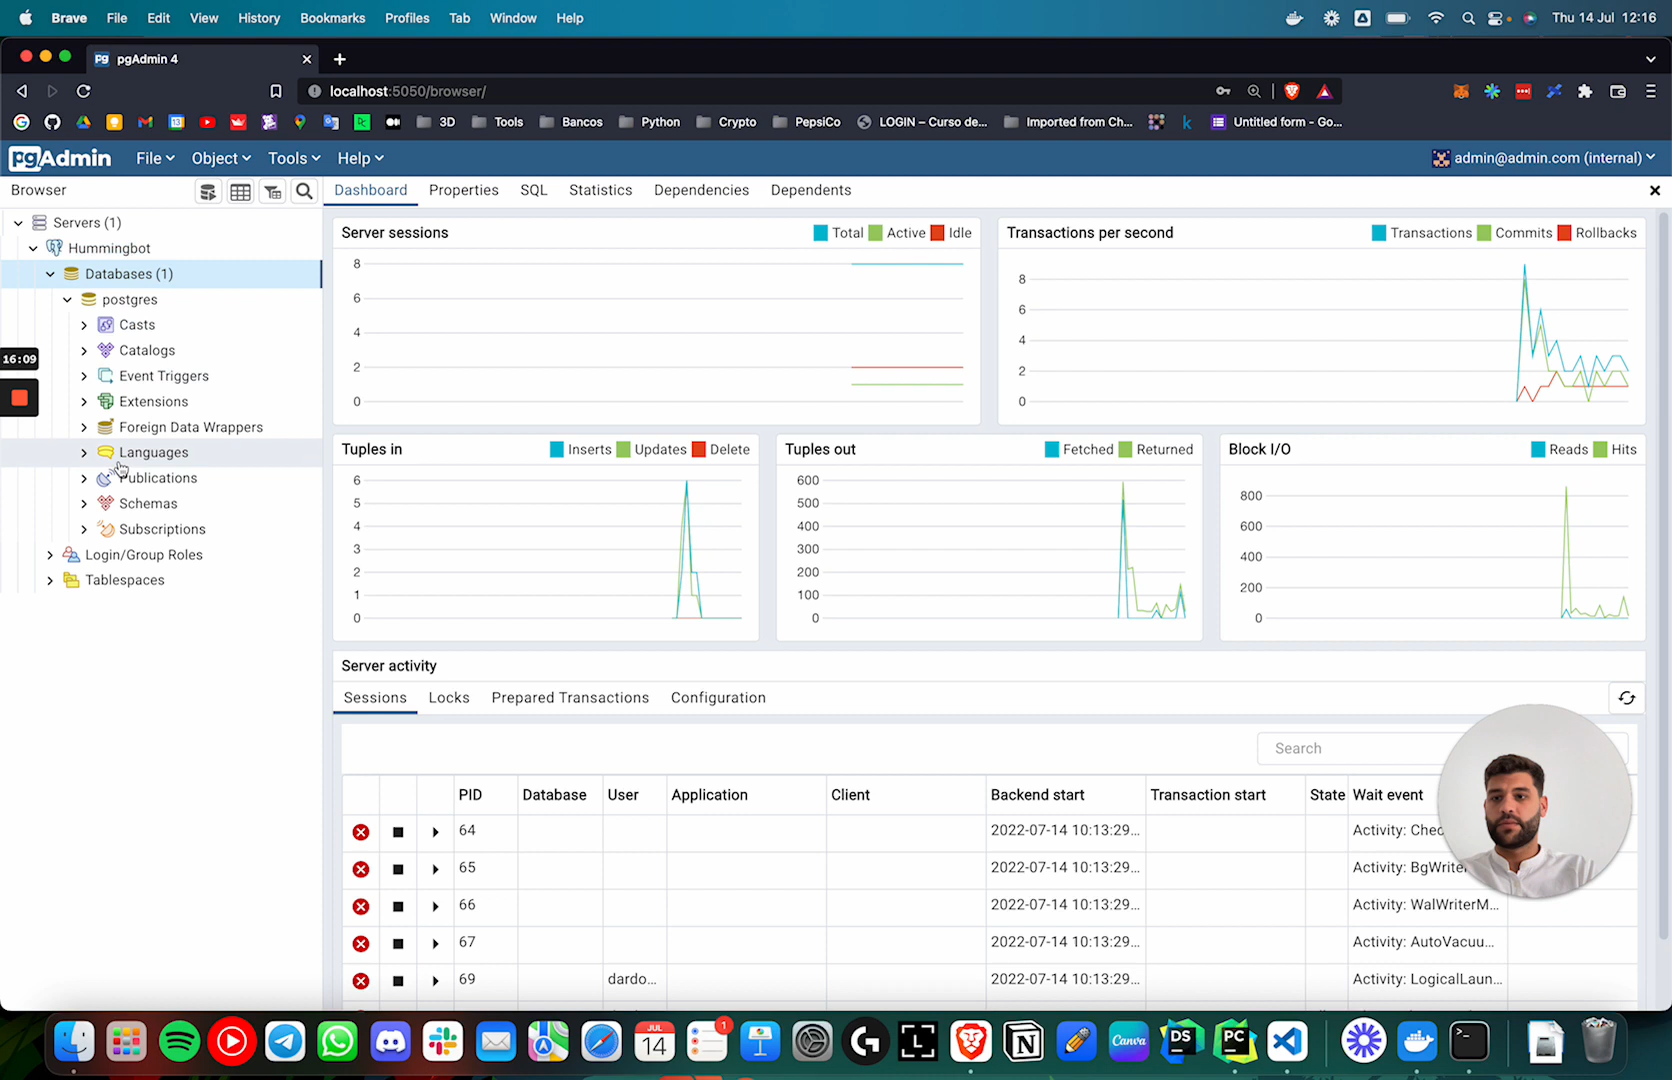 Brave File Edit View History Bookmarks Profiles Tab Window Help Thu 14 Jul 12:16
pgAdmin 4
localhost:5050/browser/
3D Tools Bancos Python Crypto PepsiCo LOGIN – Curso de... Imported from Ch... Untitled form - Go...
pgAdmin File Object Tools Help admin@admin.com (internal)
Browser Dashboard Properties SQL Statistics Dependencies Dependents
Servers (1)
Hummingbot
Databases (1)
postgres
Casts
Catalogs
Event Triggers
Extensions
Foreign Data Wrappers
Languages
Publications
Schemas
Subscriptions
Login/Group Roles
Tablespaces
16:09
Server sessions Total Active Idle
8
6
4
2
0
Transactions per second Transactions Commits Rollbacks
8
6
4
2
0
Tuples in Inserts Updates Delete
6
5
4
3
2
1
0
Tuples out Fetched Returned
600
500
400
300
200
100
0
Block I/O Reads Hits
800
600
400
200
0
Server activity
Sessions Locks Prepared Transactions Configuration
Search
PID Database User Application Client Backend start Transaction start State Wait event
64 2022-07-14 10:13:29... Activity: Chec
65 2022-07-14 10:13:29... Activity: BgWriter
66 2022-07-14 10:13:29... Activity: WalWriterM...
67 2022-07-14 10:13:29... Activity: AutoVacuu...
69 dardo... 2022-07-14 10:13:29... Activity: LogicalLaun...
JUL
14
1
Canva
DS
PC